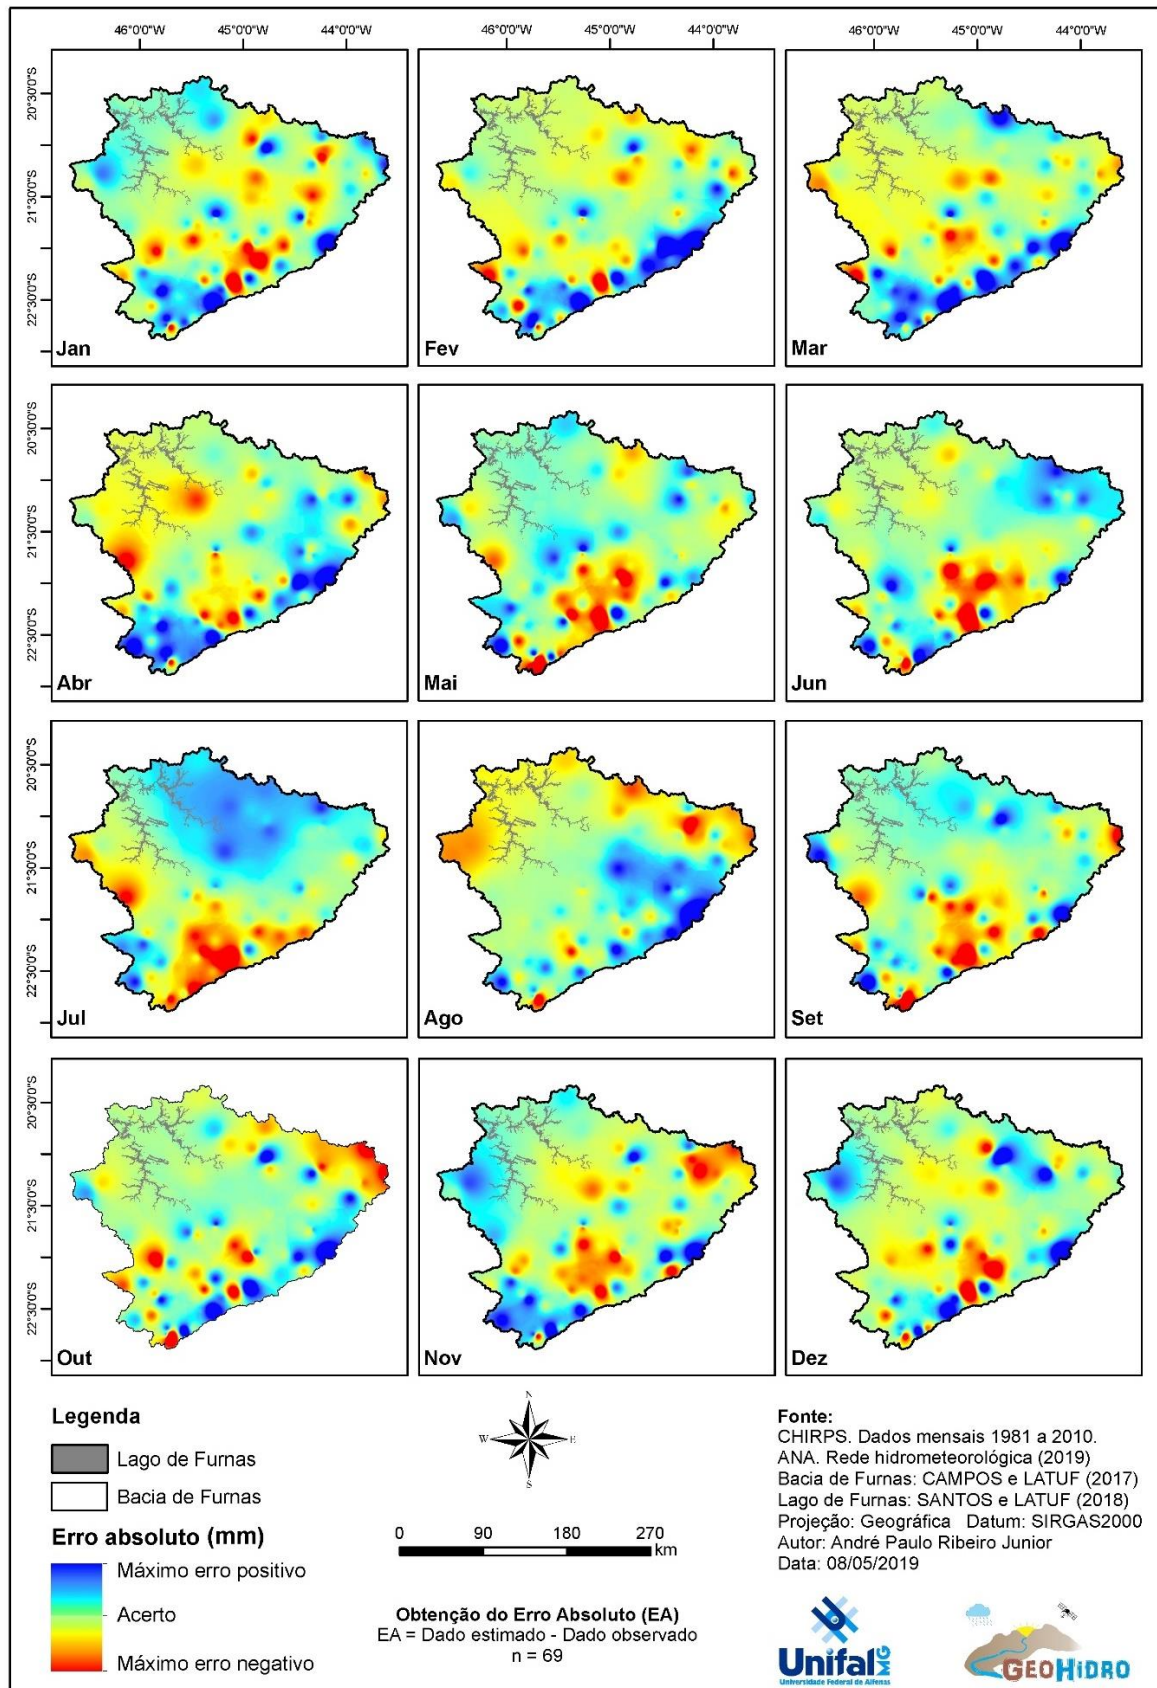 46°0'0"W 45°0'0"W 44°0'0"W 46°0'0"W 45°0'0"W 44°0'0"W 46°0'0"W 45°0'0"W 44°0'0"W
20°30'0"S
21°30'0"S
22°30'0"S
Jan Fev Mar
20°30'0"S
21°30'0"S
22°30'0"S
Abr Mai Jun
20°30'0"S
21°30'0"S
22°30'0"S
Jul Ago Set
20°30'0"S
21°30'0"S
22°30'0"S
Out Nov Dez
Legenda
Lago de Furnas
Bacia de Furnas
Erro absoluto (mm)
Máximo erro positivo
Acerto
Máximo erro negativo
N
W E
S
0 90 180 270
km
Obtenção do Erro Absoluto (EA)
EA = Dado estimado - Dado observado
n = 69
Fonte:
CHIRPS. Dados mensais 1981 a 2010.
ANA. Rede hidrometeorológica (2019)
Bacia de Furnas: CAMPOS e LATUF (2017)
Lago de Furnas: SANTOS e LATUF (2018)
Projeção: Geográfica Datum: SIRGAS2000
Autor: André Paulo Ribeiro Junior
Data: 08/05/2019
Unifal MG
Universidade Federal de Alfenas
GEOHiDRO